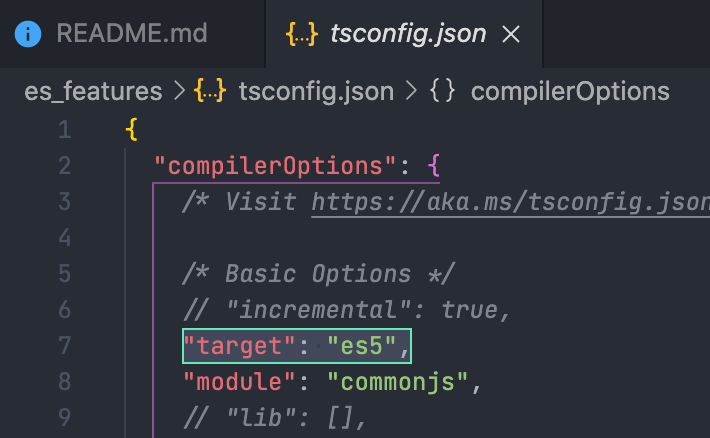 README.md
{…} tsconfig.json ×
es_features > {…} tsconfig.json > {} compilerOptions
1 {
2 "compilerOptions": {
3 /* Visit https://aka.ms/tsconfig.json
4
5 /* Basic Options */
6 // "incremental": true,
7 "target": "es5",
8 "module": "commonjs",
9 // "lib": [],